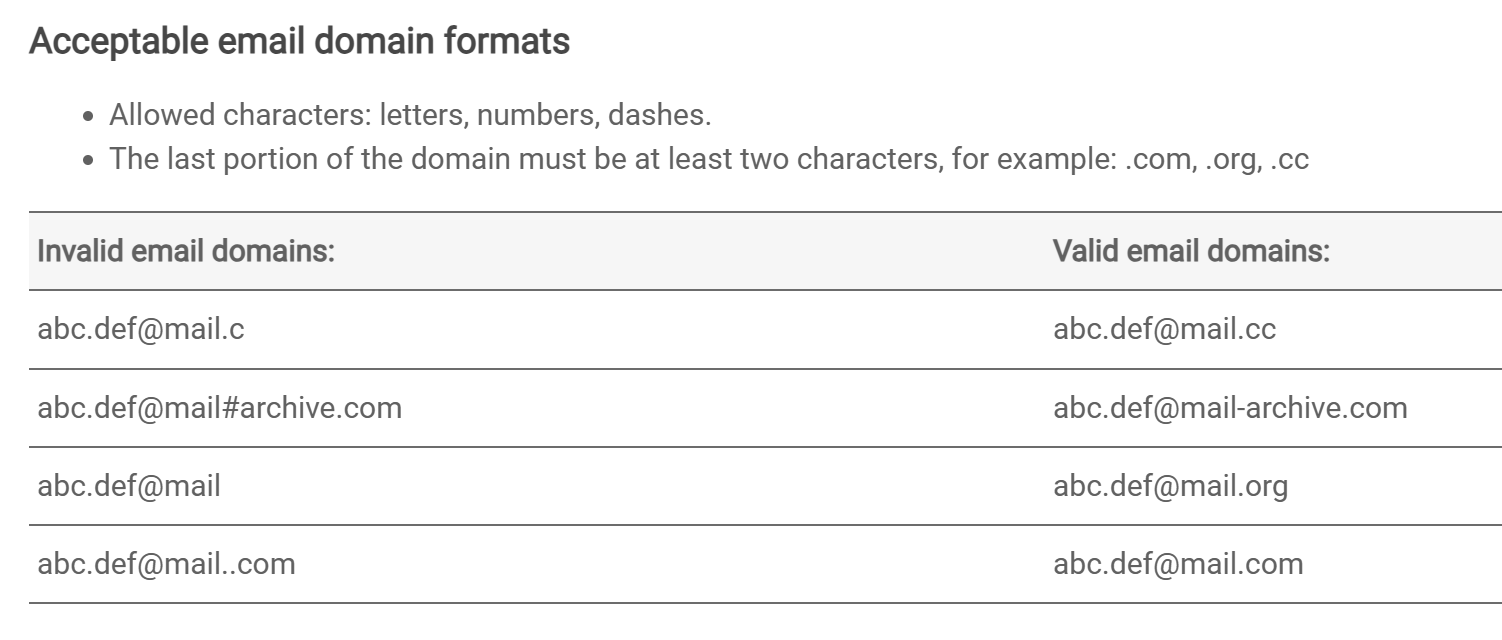 Acceptable email domain formats
• Allowed characters: letters, numbers, dashes.
• The last portion of the domain must be at least two characters, for example: .com, .org, .cc
Invalid email domains: Valid email domains:
abc.def@mail.c abc.def@mail.cc
abc.def@mail#archive.com abc.def@mail-archive.com
abc.def@mail abc.def@mail.org
abc.def@mail..com abc.def@mail.com